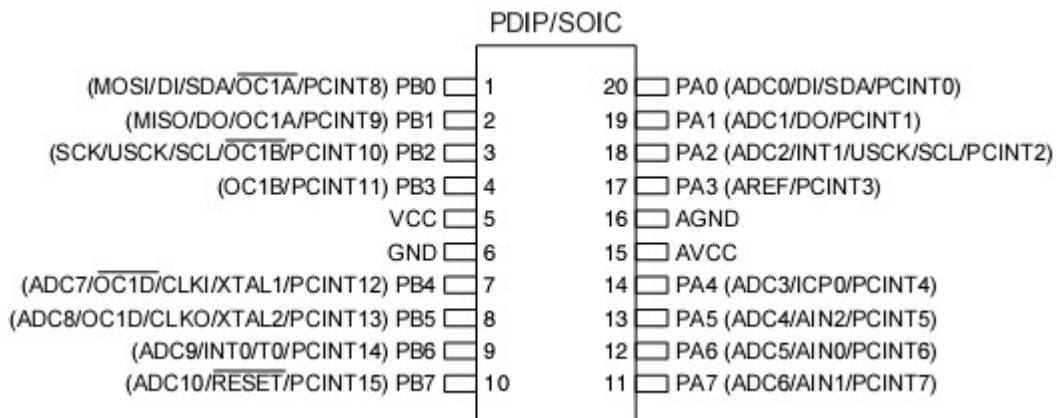 PDIP/SOIC
(MOSI/DI/SDA/OC1A/PCINT8) PB0 1 20 PA0 (ADC0/DI/SDA/PCINT0)
(MISO/DO/OC1A/PCINT9) PB1 2 19 PA1 (ADC1/DO/PCINT1)
(SCK/USCK/SCL/OC1B/PCINT10) PB2 3 18 PA2 (ADC2/INT1/USCK/SCL/PCINT2)
(OC1B/PCINT11) PB3 4 17 PA3 (AREF/PCINT3)
VCC 5 16 AGND
GND 6 15 AVCC
(ADC7/OC1D/CLKI/XTAL1/PCINT12) PB4 7 14 PA4 (ADC3/ICP0/PCINT4)
(ADC8/OC1D/CLKO/XTAL2/PCINT13) PB5 8 13 PA5 (ADC4/AIN2/PCINT5)
(ADC9/INT0/T0/PCINT14) PB6 9 12 PA6 (ADC5/AIN0/PCINT6)
(ADC10/RESET/PCINT15) PB7 10 11 PA7 (ADC6/AIN1/PCINT7)